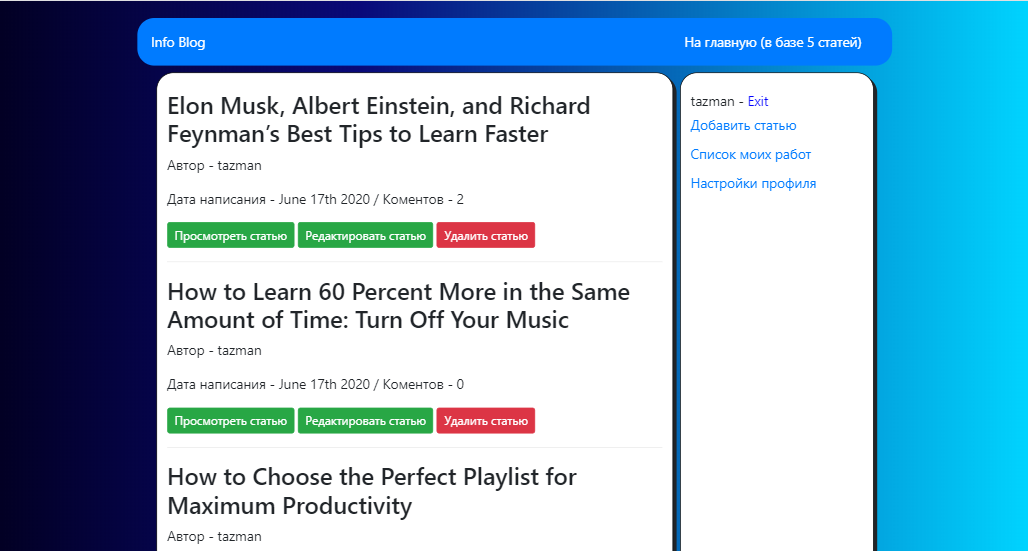 Info Blog
На главную (в базе 5 статей)
Elon Musk, Albert Einstein, and Richard
Feynman’s Best Tips to Learn Faster
Автор - tazman
Дата написания - June 17th 2020 / Коментов - 2
Просмотреть статью Редактировать статью Удалить статью
How to Learn 60 Percent More in the Same
Amount of Time: Turn Off Your Music
Автор - tazman
Дата написания - June 17th 2020 / Коментов - 0
Просмотреть статью Редактировать статью Удалить статью
How to Choose the Perfect Playlist for
Maximum Productivity
Автор - tazman
tazman - Exit
Добавить статью
Список моих работ
Настройки профиля